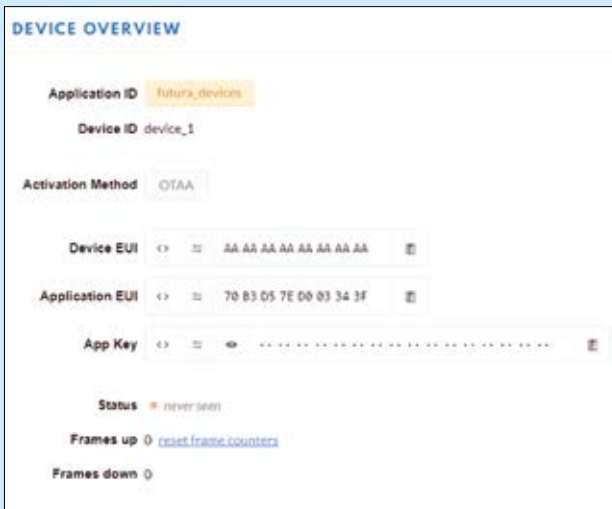 DEVICE OVERVIEW
Application ID futura_devices
Device ID device_1
Activation Method OTAA
Device EUI <> AA AA AA AA AA AA AA AA
Application EUI <> 70 B3 D5 7E D0 03 3A 3F
App Key <> .. .. .. .. .. .. .. .. .. .. .. .. .. .. .. ..
Status never seen
Frames up 0 reset frame counters
Frames down 0